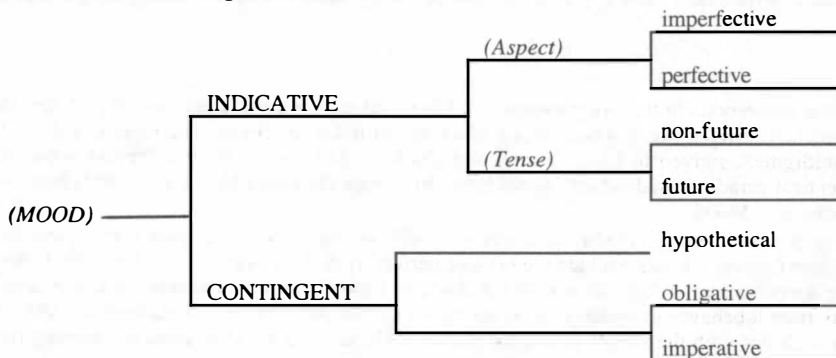 imperfective
(Aspect)
perfective
INDICATIVE
non-future
(Tense)
future
(MOOD)
hypothetical
CONTINGENT
obligative
imperative